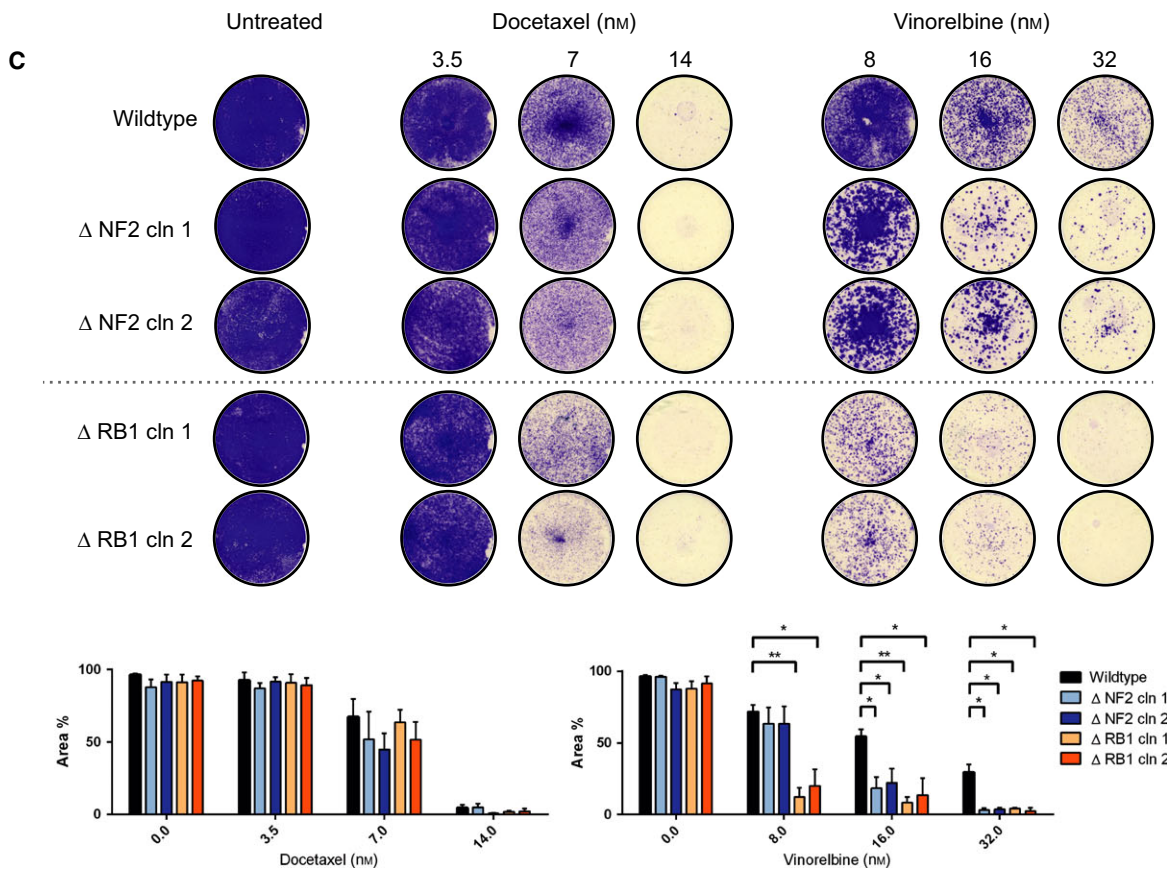 Untreated Docetaxel (nM) Vinorelbine (nM)
C
3.5 7 14 8 16 32
Wildtype
Δ NF2 cln 1
Δ NF2 cln 2
Δ RB1 cln 1
Δ RB1 cln 2
100
50
0
Area %
0.0 3.5 7.0 14.0
Docetaxel (nM)
* * *
** ** *
* *
* *
100
50
0
Area %
0.0 8.0 16.0 32.0
Vinorelbine (nM)
Wildtype
Δ NF2 cln 1
Δ NF2 cln 2
Δ RB1 cln 1
Δ RB1 cln 2